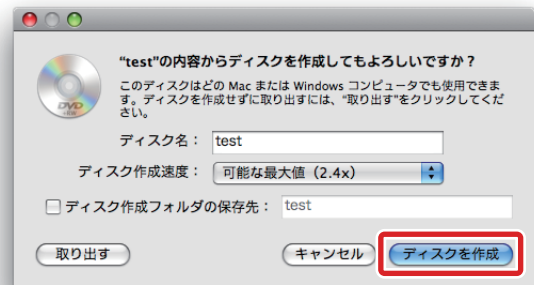 "test"の内容からディスクを作成してもよろしいですか？
このディスクはどの Mac または Windows コンピュータでも使用できま
す。ディスクを作成せずに取り出すには、"取り出す"をクリックしてくだ
さい。
DVD
+RW
ディスク名： test
ディスク作成速度： 可能な最大値（2.4x）
ディスク作成フォルダの保存先： test
取り出す キャンセル ディスクを作成